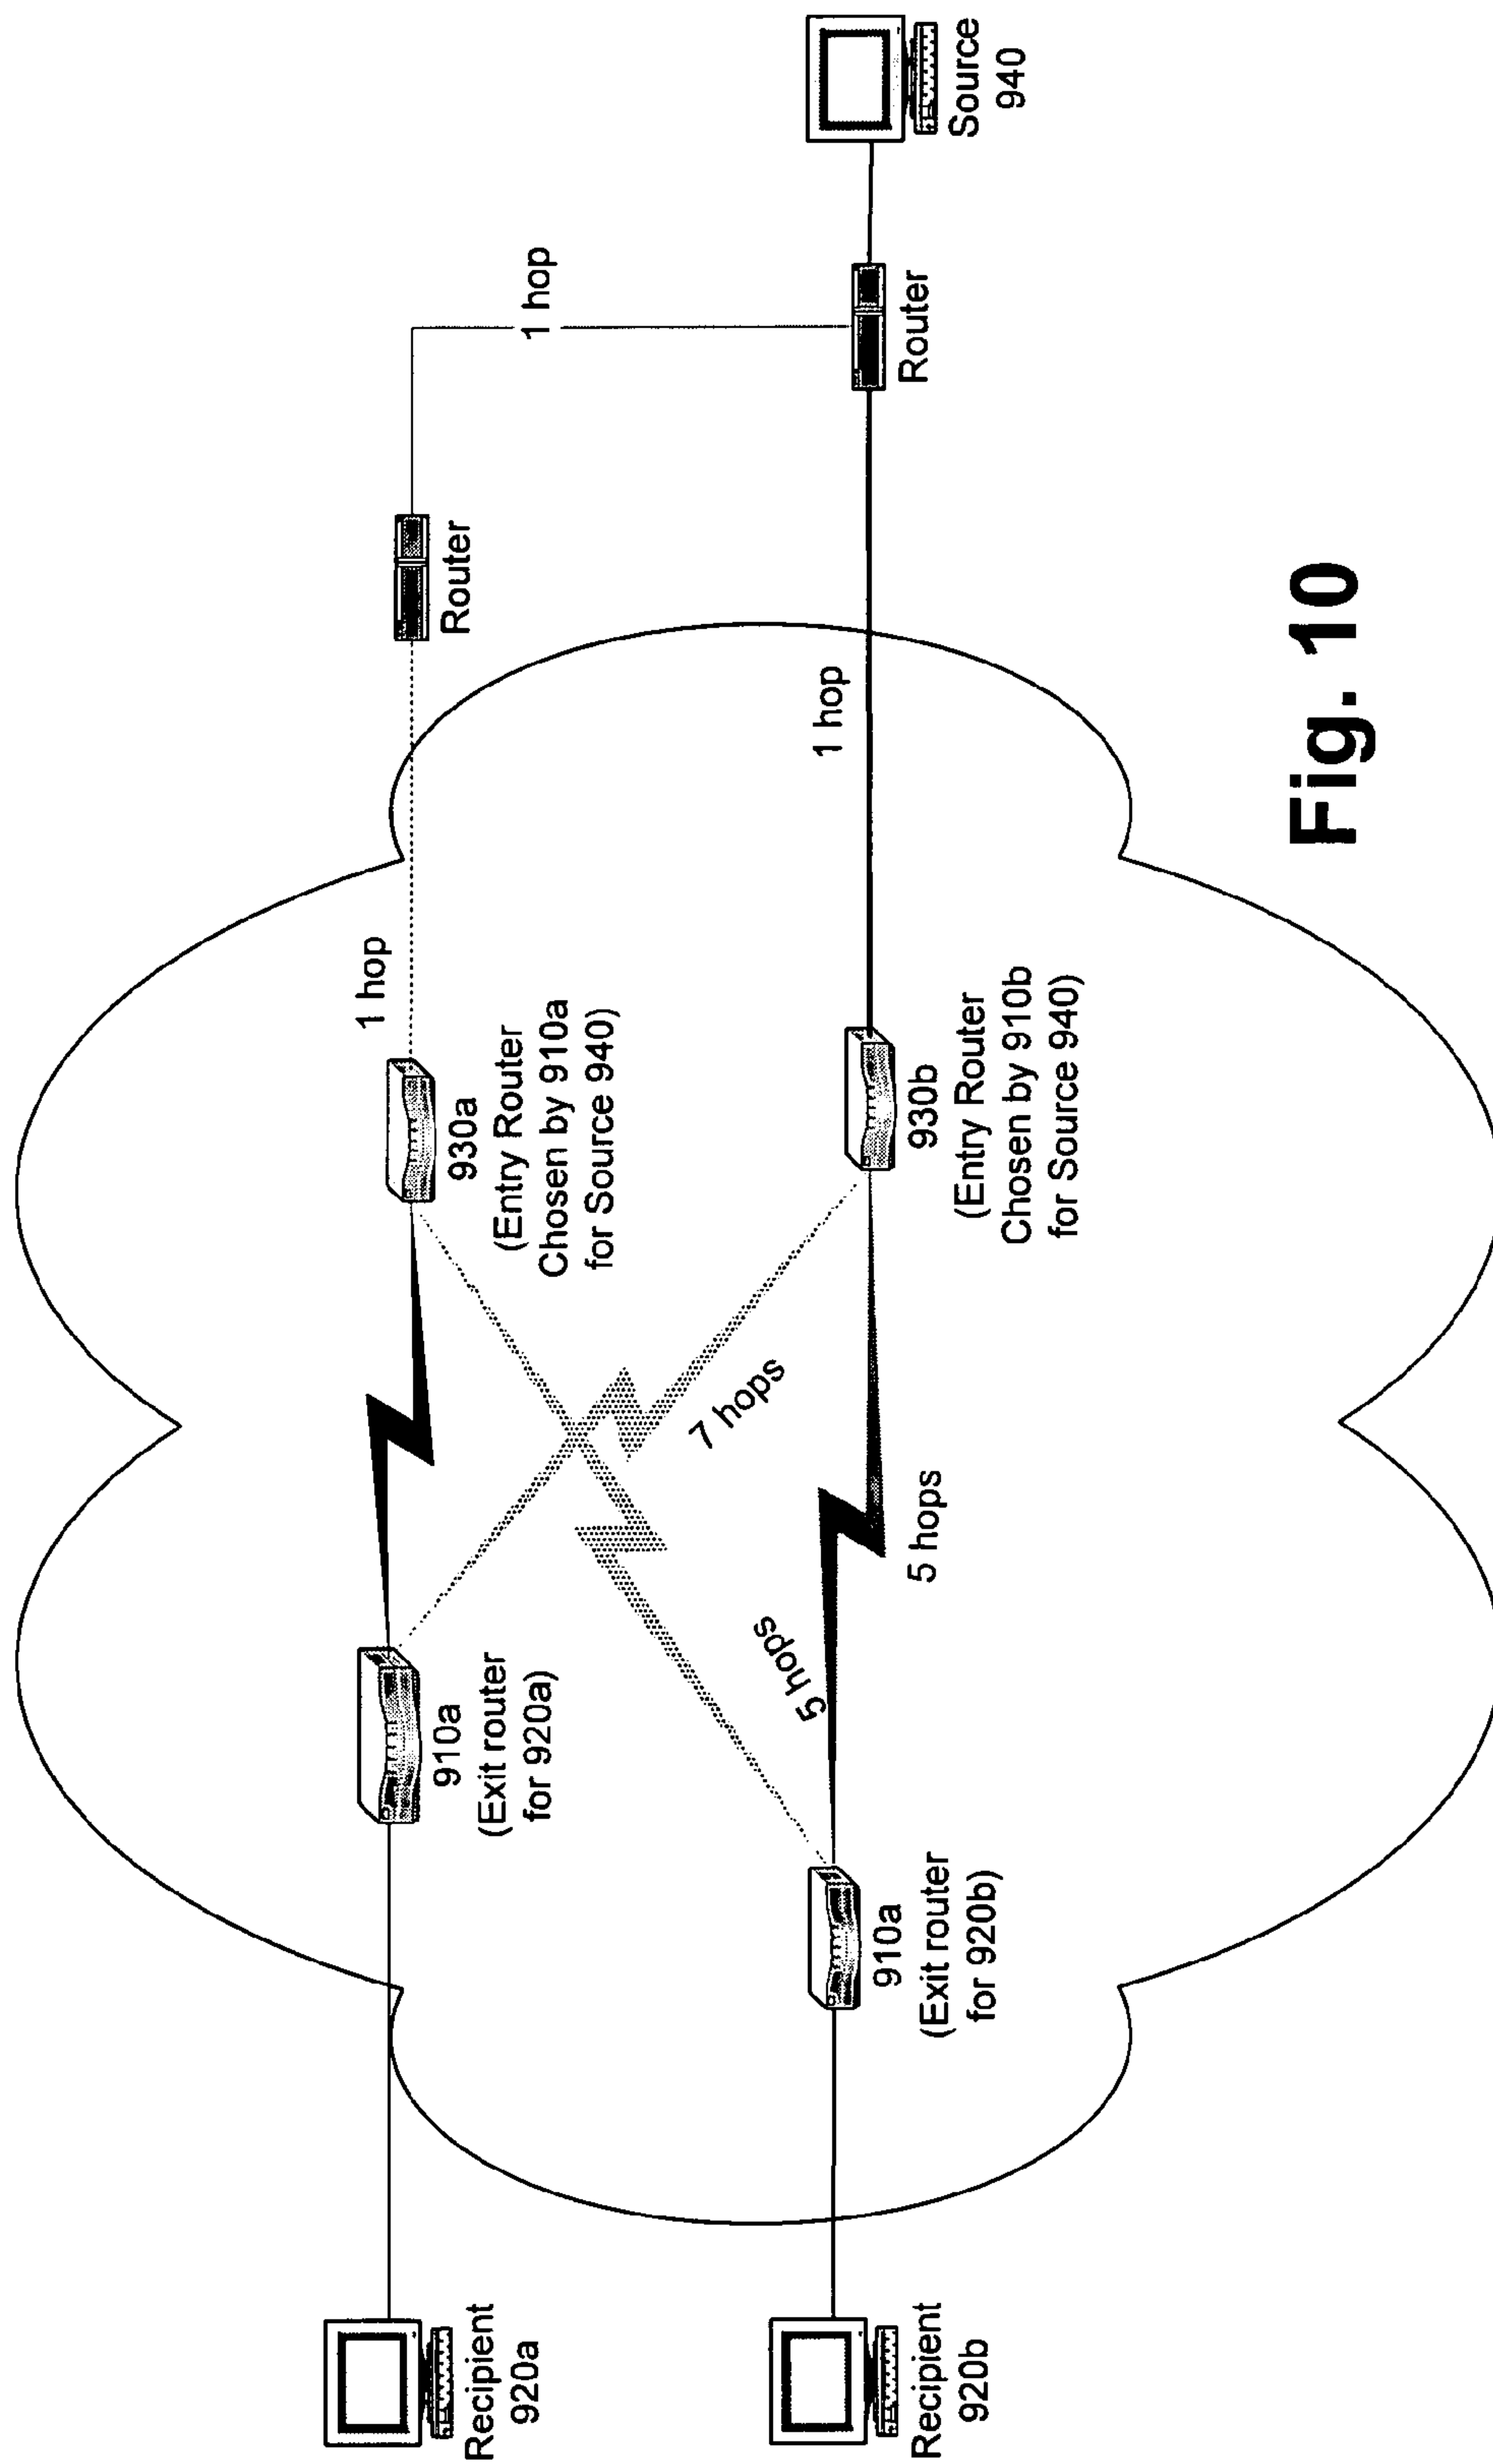 Recipient
920a
910a
(Exit router
for 920a)
1 hop
930a
(Entry Router
Chosen by 910a
for Source 940)
Router
1 hop
7 hops
5 hops
5 hops
Recipient
920b
910a
(Exit router
for 920b)
930b
(Entry Router
Chosen by 910b
for Source 940)
1 hop
Router
Source
940
Fig. 10